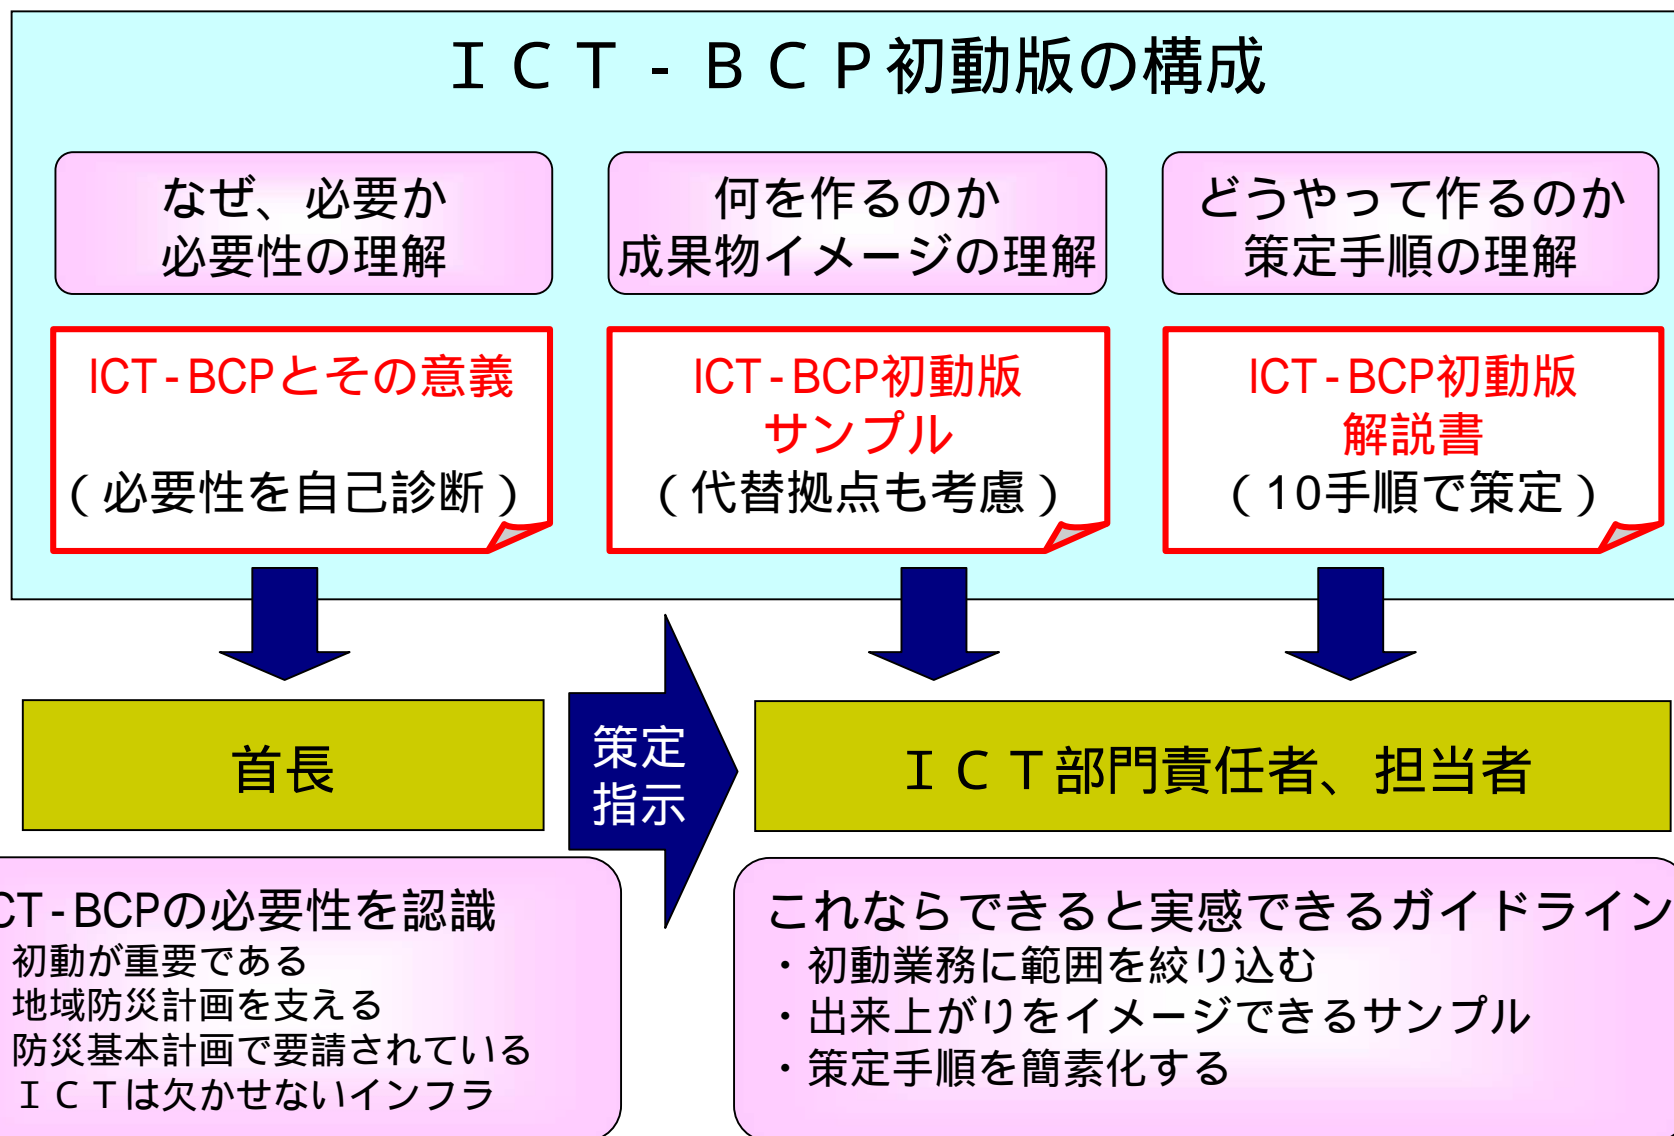 ＩＣＴ-ＢＣＰ初動版の構成
なぜ、必要か
必要性の理解
何を作るのか
成果物イメージの理解
どうやって作るのか
策定手順の理解
ICT-BCPとその意義
（必要性を自己診断）
ICT-BCP初動版
サンプル
（代替拠点も考慮）
ICT-BCP初動版
解説書
（10手順で策定）
首長
策定
指示
ＩＣＴ部門責任者、担当者
CT-BCPの必要性を認識
初動が重要である
地域防災計画を支える
防災基本計画で要請されている
ＩＣＴは欠かせないインフラ
これならできると実感できるガイドライン
・初動業務に範囲を絞り込む
・出来上がりをイメージできるサンプル
・策定手順を簡素化する